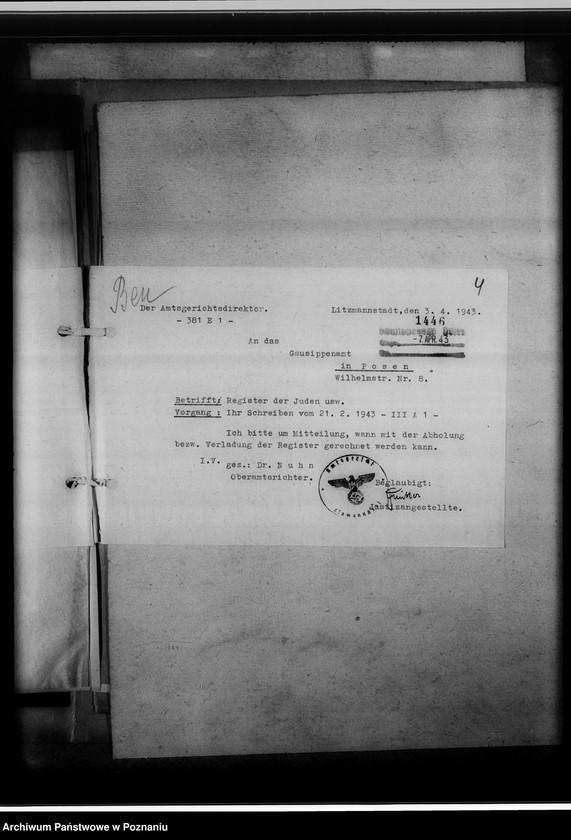 4
Der Amtsgerichtsdirektor.
- 381 E 1 -
Litzmannstadt, den 3. 4. 1943.
1446
- 7. APR. 43
An das
Gausippenamt
in Posen
Wilhelmstr. Nr. 8.
Betrifft: Register der Juden usw.
Vorgang : Ihr Schreiben vom 21. 2. 1943 - III A 1 -
Ich bitte um Mitteilung, wann mit der Abholung
bezw. Verladung der Register gerechnet werden kann.
I.V. gez.: Dr. Nuhn
Oberamtsrichter.
Amtsgericht
Beglaubigt:
Justizangestellte.
Archiwum Państwowe w Poznaniu